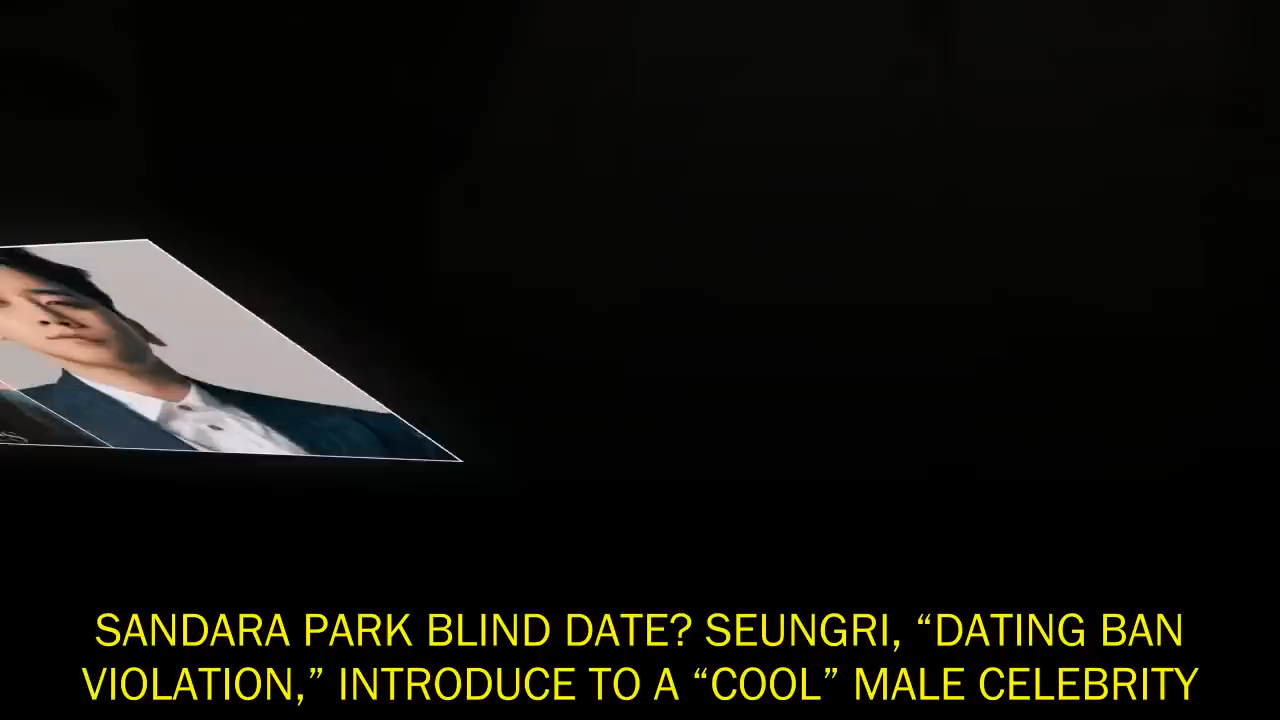 SANDARA PARK BLIND DATE? SEUNGRI, “DATING BAN
VIOLATION,” INTRODUCE TO A “COOL” MALE CELEBRITY